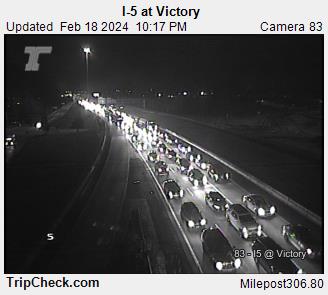 I-5 at Victory
Updated  Feb 18 2024  10:17 PM
Camera 83
T
S
83 - I5 @ Victory
TripCheck.com
Milepost306.80